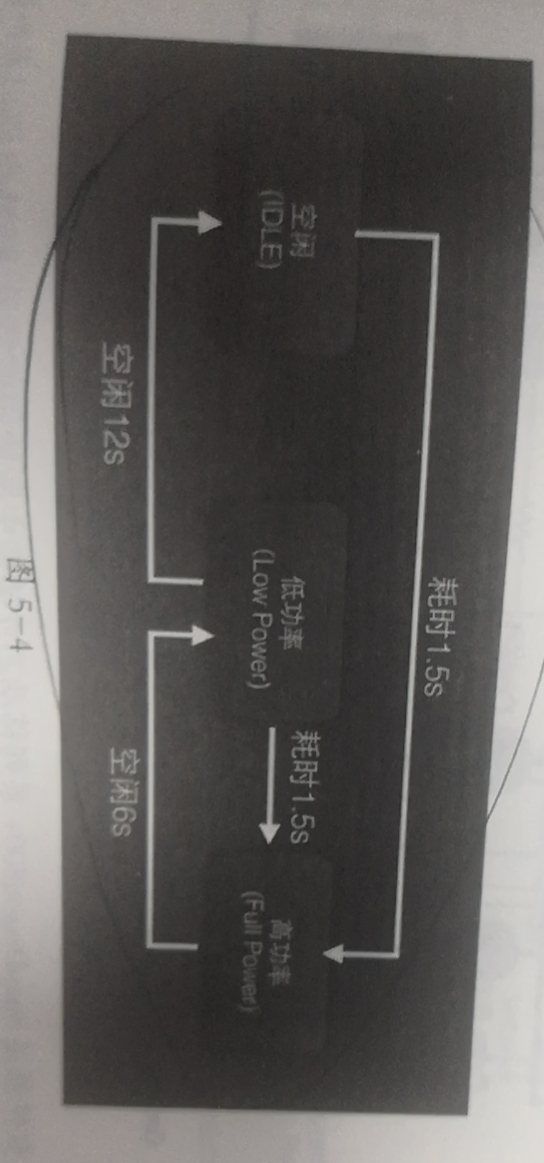 耗时1.5s
空闲
(IDLE)
低功率
(Low Power)
耗时1.5s
高功率
(Full Power)
空闲12s
空闲6s
图 5-4